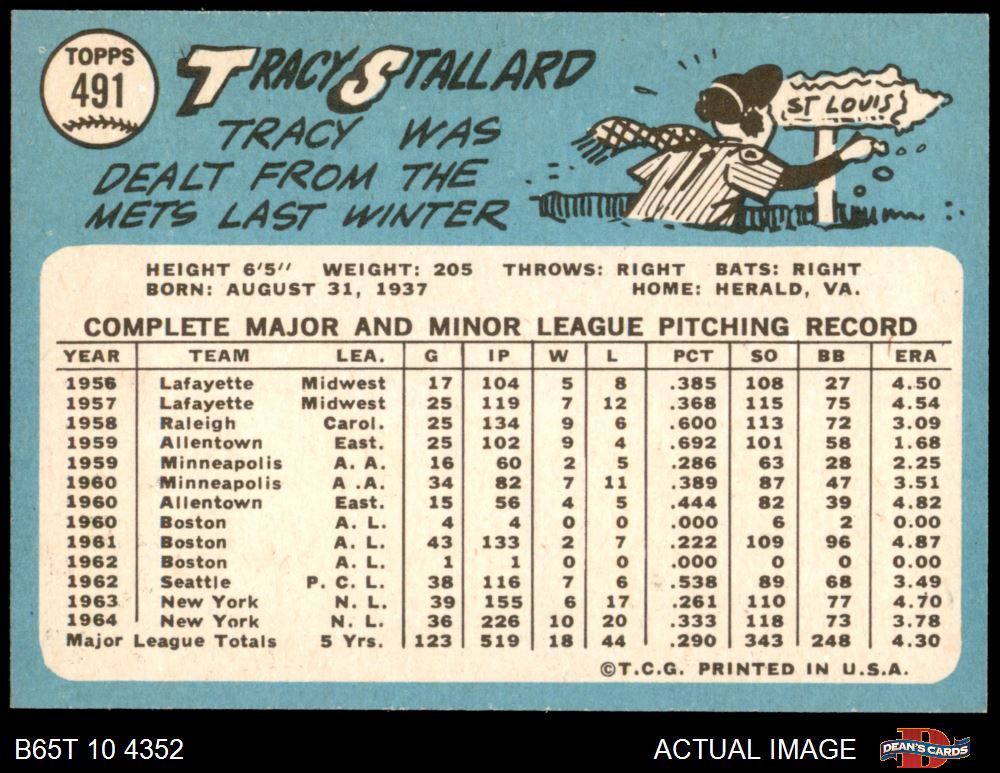 TOPPS
491
TRACY STALLARD
TRACY WAS
DEALT FROM THE
METS LAST WINTER
ST LOUIS
HEIGHT 6'5" WEIGHT: 205 THROWS: RIGHT BATS: RIGHT
BORN: AUGUST 31, 1937 HOME: HERALD, VA.
COMPLETE MAJOR AND MINOR LEAGUE PITCHING RECORD
YEAR TEAM LEA. G IP W L PCT SO BB ERA
1956 Lafayette Midwest 17 104 5 8 .385 108 27 4.50
1957 Lafayette Midwest 25 119 7 12 .368 115 75 4.54
1958 Raleigh Carol. 25 134 9 6 .600 113 72 3.09
1959 Allentown East. 25 102 9 4 .692 101 58 1.68
1959 Minneapolis A. A. 16 60 2 5 .286 63 28 2.25
1960 Minneapolis A .A. 34 82 7 11 .389 87 47 3.51
1960 Allentown East. 15 56 4 5 .444 82 39 4.82
1960 Boston A. L. 4 4 0 0 .000 6 2 0.00
1961 Boston A. L. 43 133 2 7 .222 109 96 4.87
1962 Boston A. L. 1 1 0 0 .000 0 0 0.00
1962 Seattle P. C. L. 38 116 7 6 .538 89 68 3.49
1963 New York N. L. 39 155 6 17 .261 110 77 4.70
1964 New York N. L. 36 226 10 20 .333 118 73 3.78
Major League Totals 5 Yrs. 123 519 18 44 .290 343 248 4.30
©T.C.G. PRINTED IN U.S.A.
B65T 10 4352 ACTUAL IMAGE DEAN'S CARDS